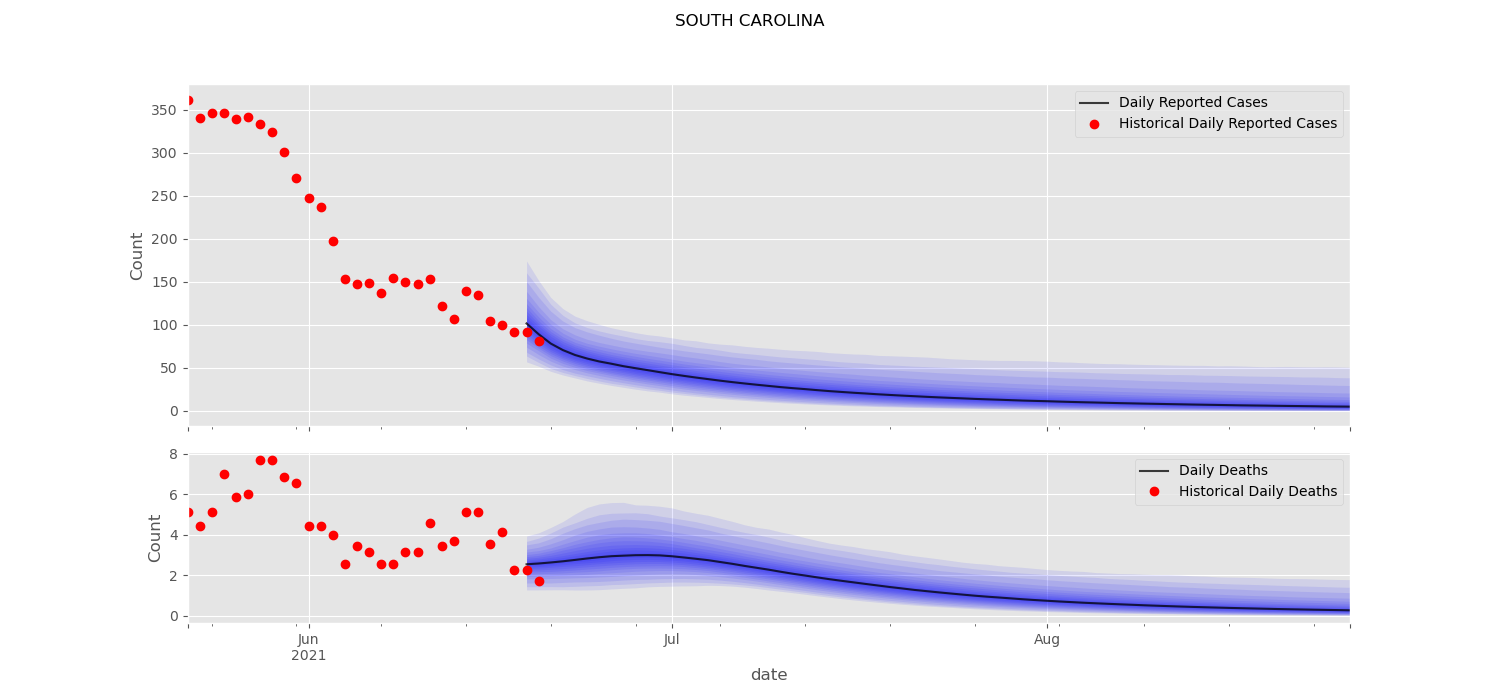 SOUTH CAROLINA
Daily Reported Cases
Historical Daily Reported Cases
350
300
250
200
150
100
50
0
Count
Daily Deaths
Historical Daily Deaths
8
6
4
2
0
Count
Jun
2021
Jul
Aug
date